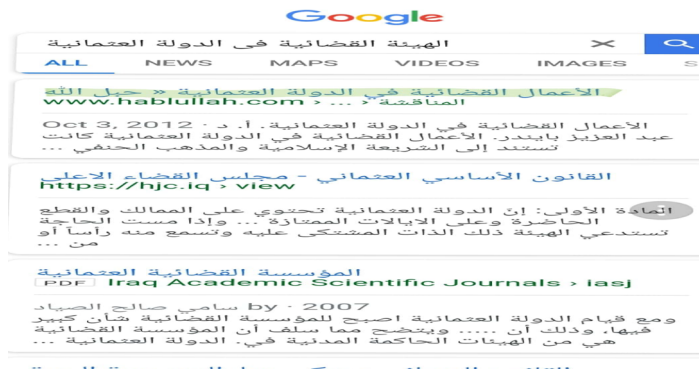 Google
الهيئة القضائية فى الدولة العثمانية
ALL NEWS MAPS VIDEOS IMAGES S
الأعمال القضائية في الدولة العثمانية « حبل الله
www.hablullah.com › ... › المناقشة
Oct 3, 2012 · الأعمال القضائية في الدولة العثمانية. أ. د
عبد العزيز بايندر. الأعمال القضائية في الدولة العثمانية كانت
تستند إلى الشريعة الإسلامية والمذهب الحنفي ...
القانون الأساسي العثماني - مجلس القضاء الاعلى
https://hjc.iq › view
المادة الأولى: إنّ الدولة العثمانية تحتوي على الممالك والقطع
الحاضرة وعلى الايالات الممتازة ... وإذا مست الحاجة
تستدعي الهيئة ذلك الذات المشتكى عليه وتسمع منه رأساً أو
من ...
المؤسسة القضائية العثمانية
PDF Iraq Academic Scientific Journals › iasj
by سامي صالح الصياد · 2007
ومع قيام الدولة العثمانية اصبح للمؤسسة القضائية شأن كبير
فيها. وذلك أن ..... ويتضح مما سلف أن المؤسسة القضائية
هي من الهيئات الحاكمة المدنية في. الدولة العثمانية ...